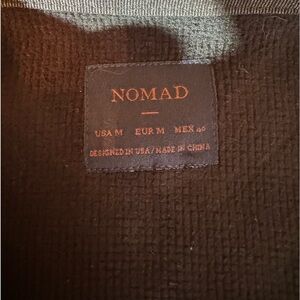 NOMAD
USA M EUR M MEX 40
DESIGNED IN USA / MADE IN CHINA